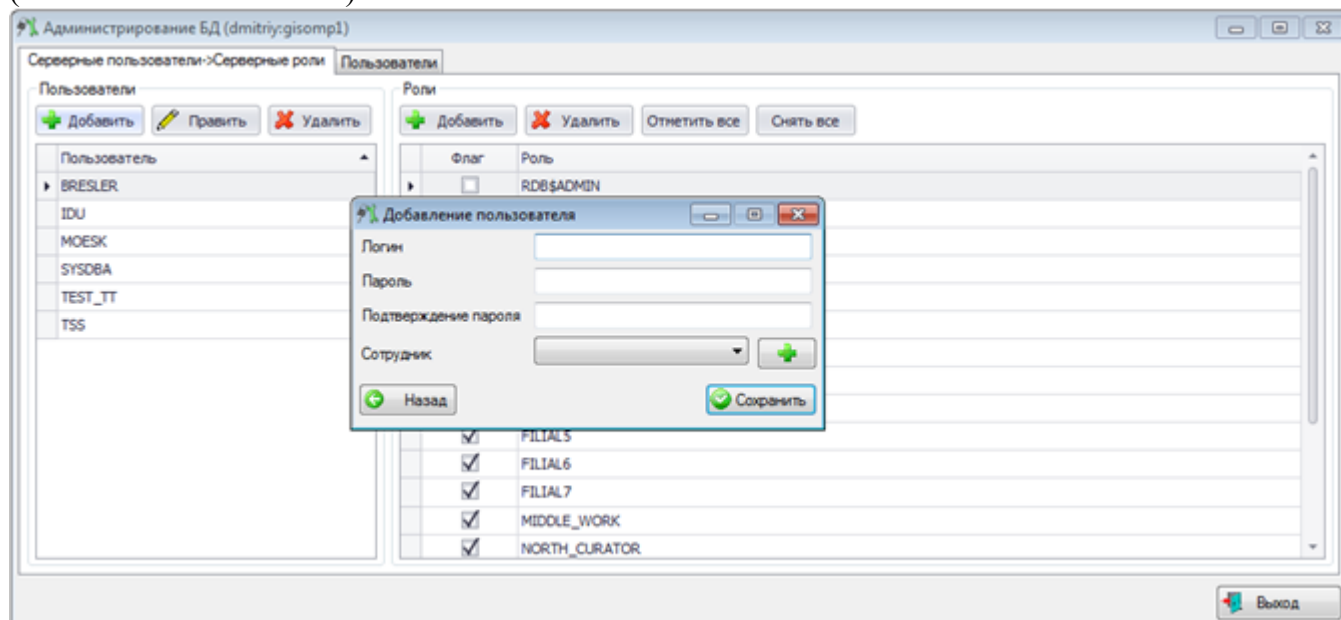 Администрирование БД (dmitriy:gisomp1)
Серверные пользователи->Серверные роли Пользователи
Пользователи Роли
Добавить Править Удалить Добавить Удалить Отметить все Снять все
Пользователь Флаг Роль
BRESLER RDB$ADMIN
IDU
MOESK
SYSDBA
TEST_TT
TSS
Добавление пользователя
Логин
Пароль
Подтверждение пароля
Сотрудник
Назад Сохранить
FILIAL5
FILIAL6
FILIAL7
MIDDLE_WORK
NORTH_CURATOR
Выход